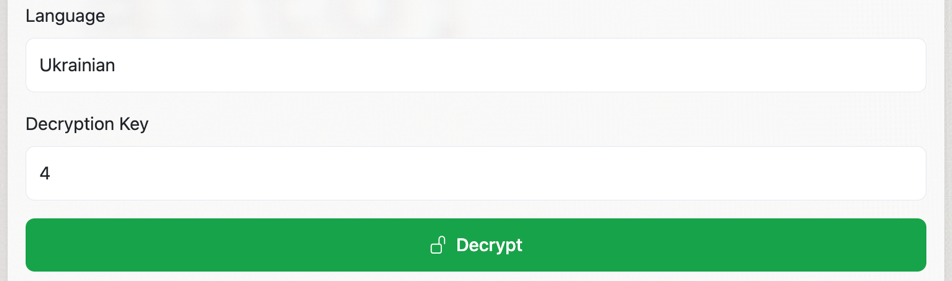 Language
Ukrainian
Decryption Key
4
Decrypt